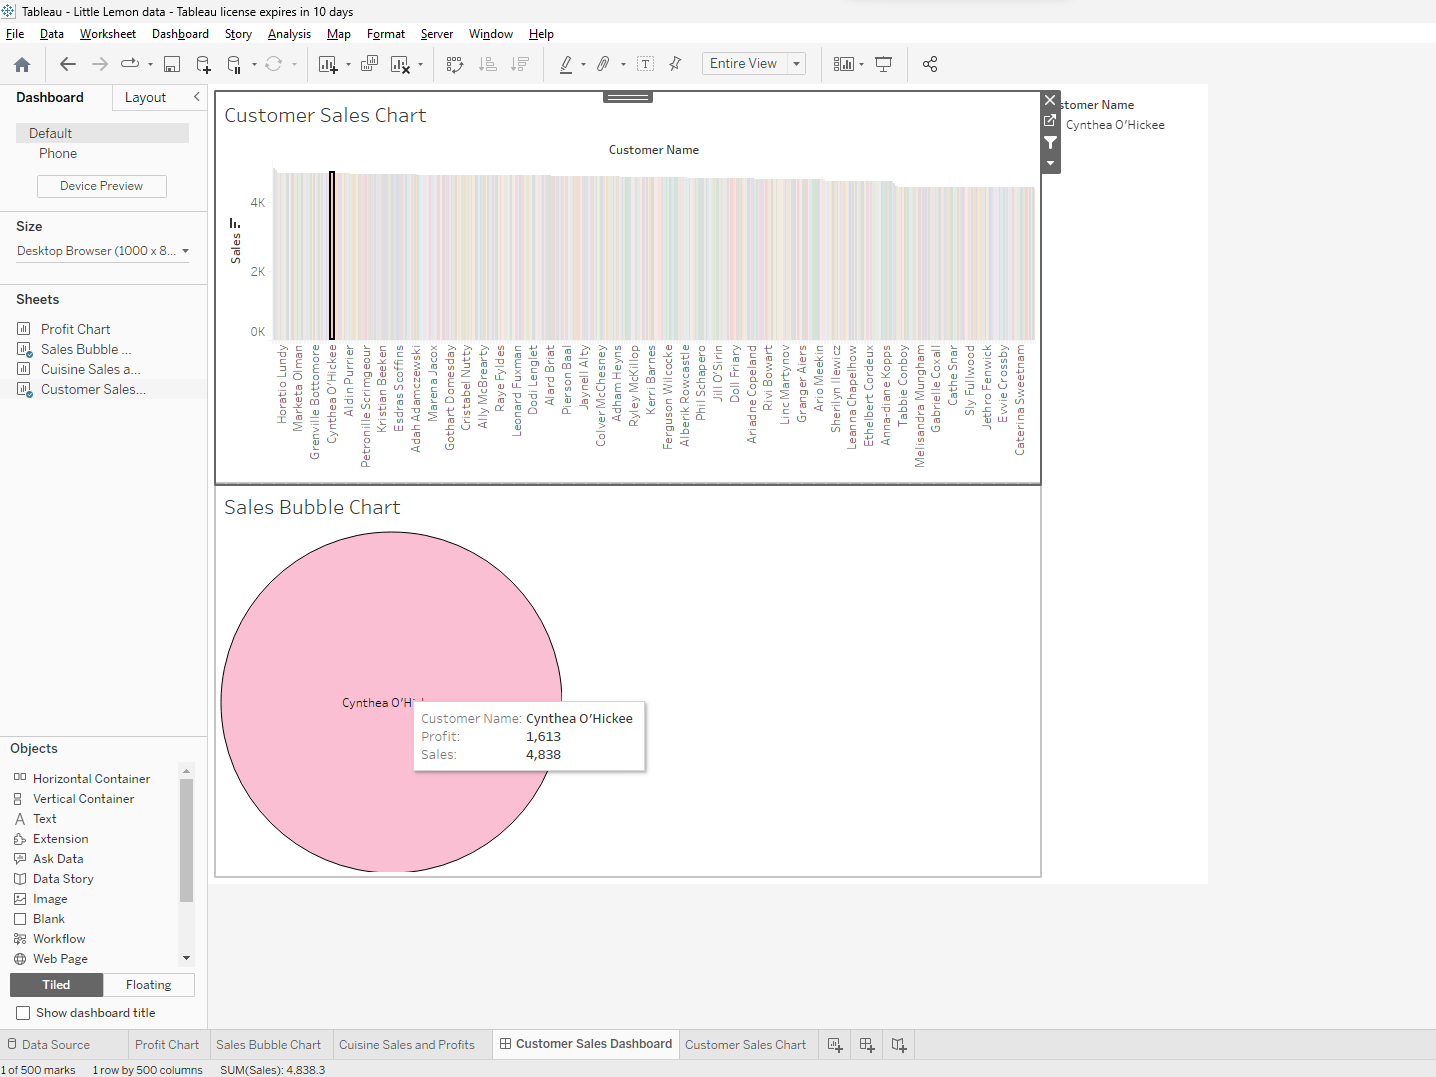 Tableau - Little Lemon data - Tableau license expires in 10 days
File Data Worksheet Dashboard Story Analysis Map Format Server Window Help
Entire View
Dashboard Layout
Default
Phone
Device Preview
Size
Desktop Browser (1000 x 8...
Sheets
Profit Chart
Sales Bubble ...
Cuisine Sales a...
Customer Sales...
Objects
Horizontal Container
Vertical Container
Text
Extension
Ask Data
Data Story
Image
Blank
Workflow
Web Page
Tiled Floating
Show dashboard title
Customer Sales Chart
Customer Name
Sales
4K
2K
0K
Horatio Lundy
Marketa Olman
Grenville Bottomore
Cynthea O'Hickee
Aldin Purrier
Petronille Scrimgeour
Kristian Beeken
Esdras Scoffins
Adah Adamczewski
Marena Jacox
Gothart Domesday
Cristabel Nutty
Ally McBrearty
Raye Fyldes
Leonard Fuxman
Dodi Lenglet
Alard Briat
Pierson Baal
Jaynell Alty
Colver McChesney
Adham Heyns
Ryley McKillop
Kerri Barnes
Ferguson Wilcocke
Alberik Rowcastle
Phil Schapero
Jill O'Sirin
Doll Friary
Ariadne Copeland
Rivi Bowart
Linc Martynov
Granger Aiers
Ario Meekin
Sherilyn Ilewicz
Leanna Chapelhow
Ethelbert Cordeux
Anna-diane Kopps
Tabbie Conboy
Melisandra Mungham
Gabrielle Coxall
Cathe Snar
Sly Fullwood
Jethro Fenwick
Evvie Crossby
Caterina Sweetnam
stomer Name
Cynthea O'Hickee
Sales Bubble Chart
Cynthea O'Hi
Customer Name: Cynthea O'Hickee
Profit: 1,613
Sales: 4,838
Data Source Profit Chart Sales Bubble Chart Cuisine Sales and Profits Customer Sales Dashboard Customer Sales Chart
1 of 500 marks 1 row by 500 columns SUM(Sales): 4,838.3